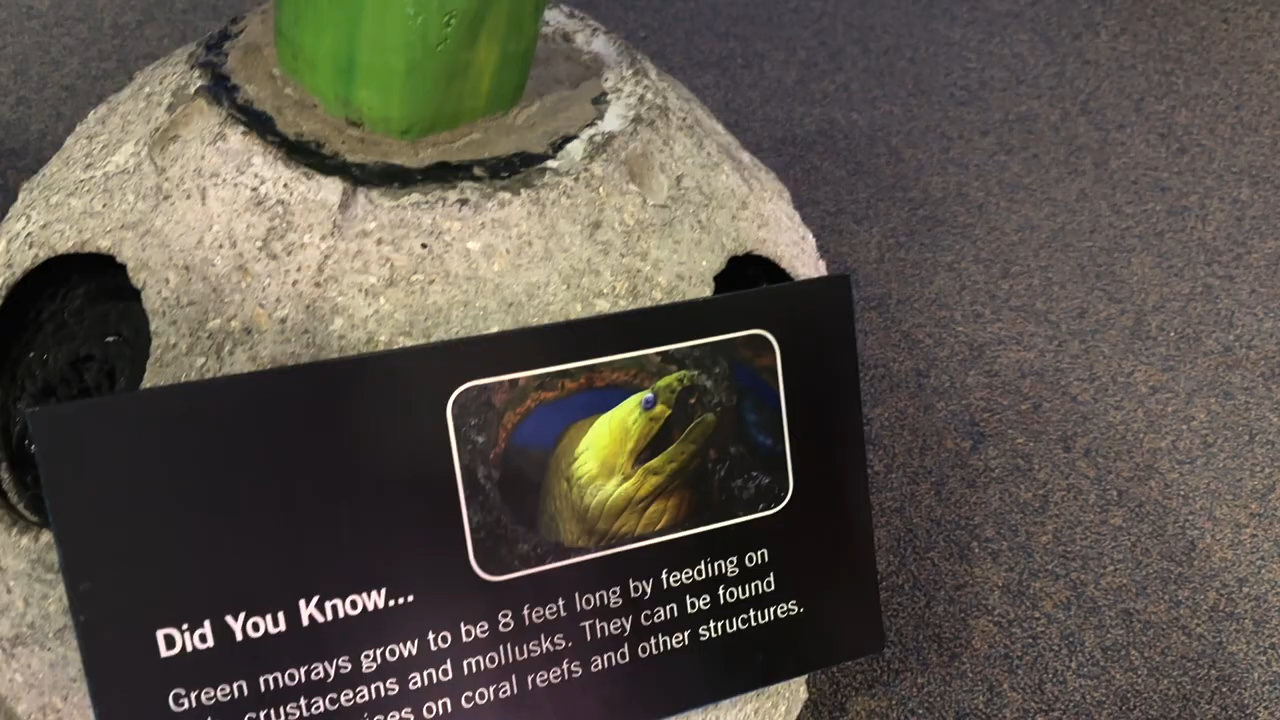 Did You Know...
Green morays grow to be 8 feet long by feeding on
crustaceans and mollusks. They can be found
on coral reefs and other structures.